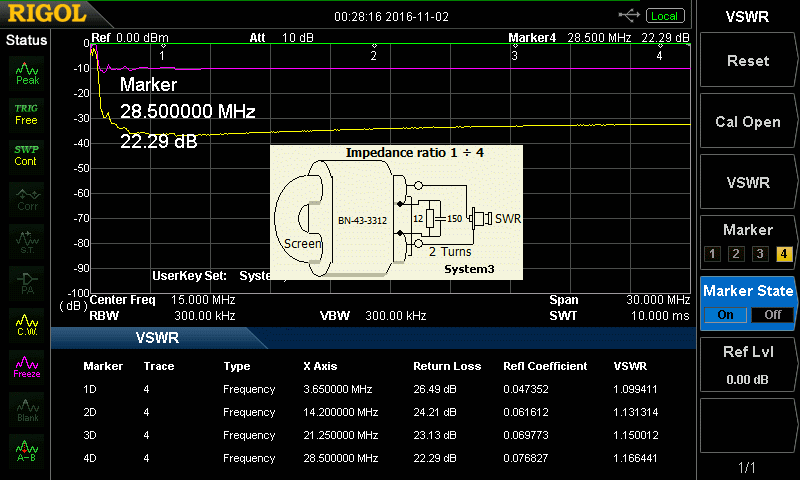 RIGOL
00:28:16 2016-11-02
Local
VSWR
Status
Ref 0.00 dBm
Att 10 dB
Marker4 28.500 MHz 22.29 dB
Peak
TRIG
Free
SWP
Cont
Corr
S.T.
PA
C.W.
Freeze
Blank
A-B
0
-10
-20
-30
-40
-50
-60
-70
-80
-90
-100
( dB )
1
2
3
4
Marker
28.500000 MHz
22.29 dB
Impedance ratio 1 ÷ 4
BN-43-3312
12
150
SWR
Screen
2 Turns
System3
UserKey Set: Syste
Center Freq 15.000 MHz
Span 30.000 MHz
RBW 300.00 kHz
VBW 300.00 kHz
SWT 10.000 ms
VSWR
Marker Trace Type X Axis Return Loss Refl Coefficient VSWR
1D 4 Frequency 3.650000 MHz 26.49 dB 0.047352 1.099411
2D 4 Frequency 14.200000 MHz 24.21 dB 0.061612 1.131314
3D 4 Frequency 21.250000 MHz 23.13 dB 0.069773 1.150012
4D 4 Frequency 28.500000 MHz 22.29 dB 0.076827 1.166441
Reset
Cal Open
VSWR
Marker
1 2 3 4
Marker State
On Off
Ref Lvl
0.00 dB
1/1